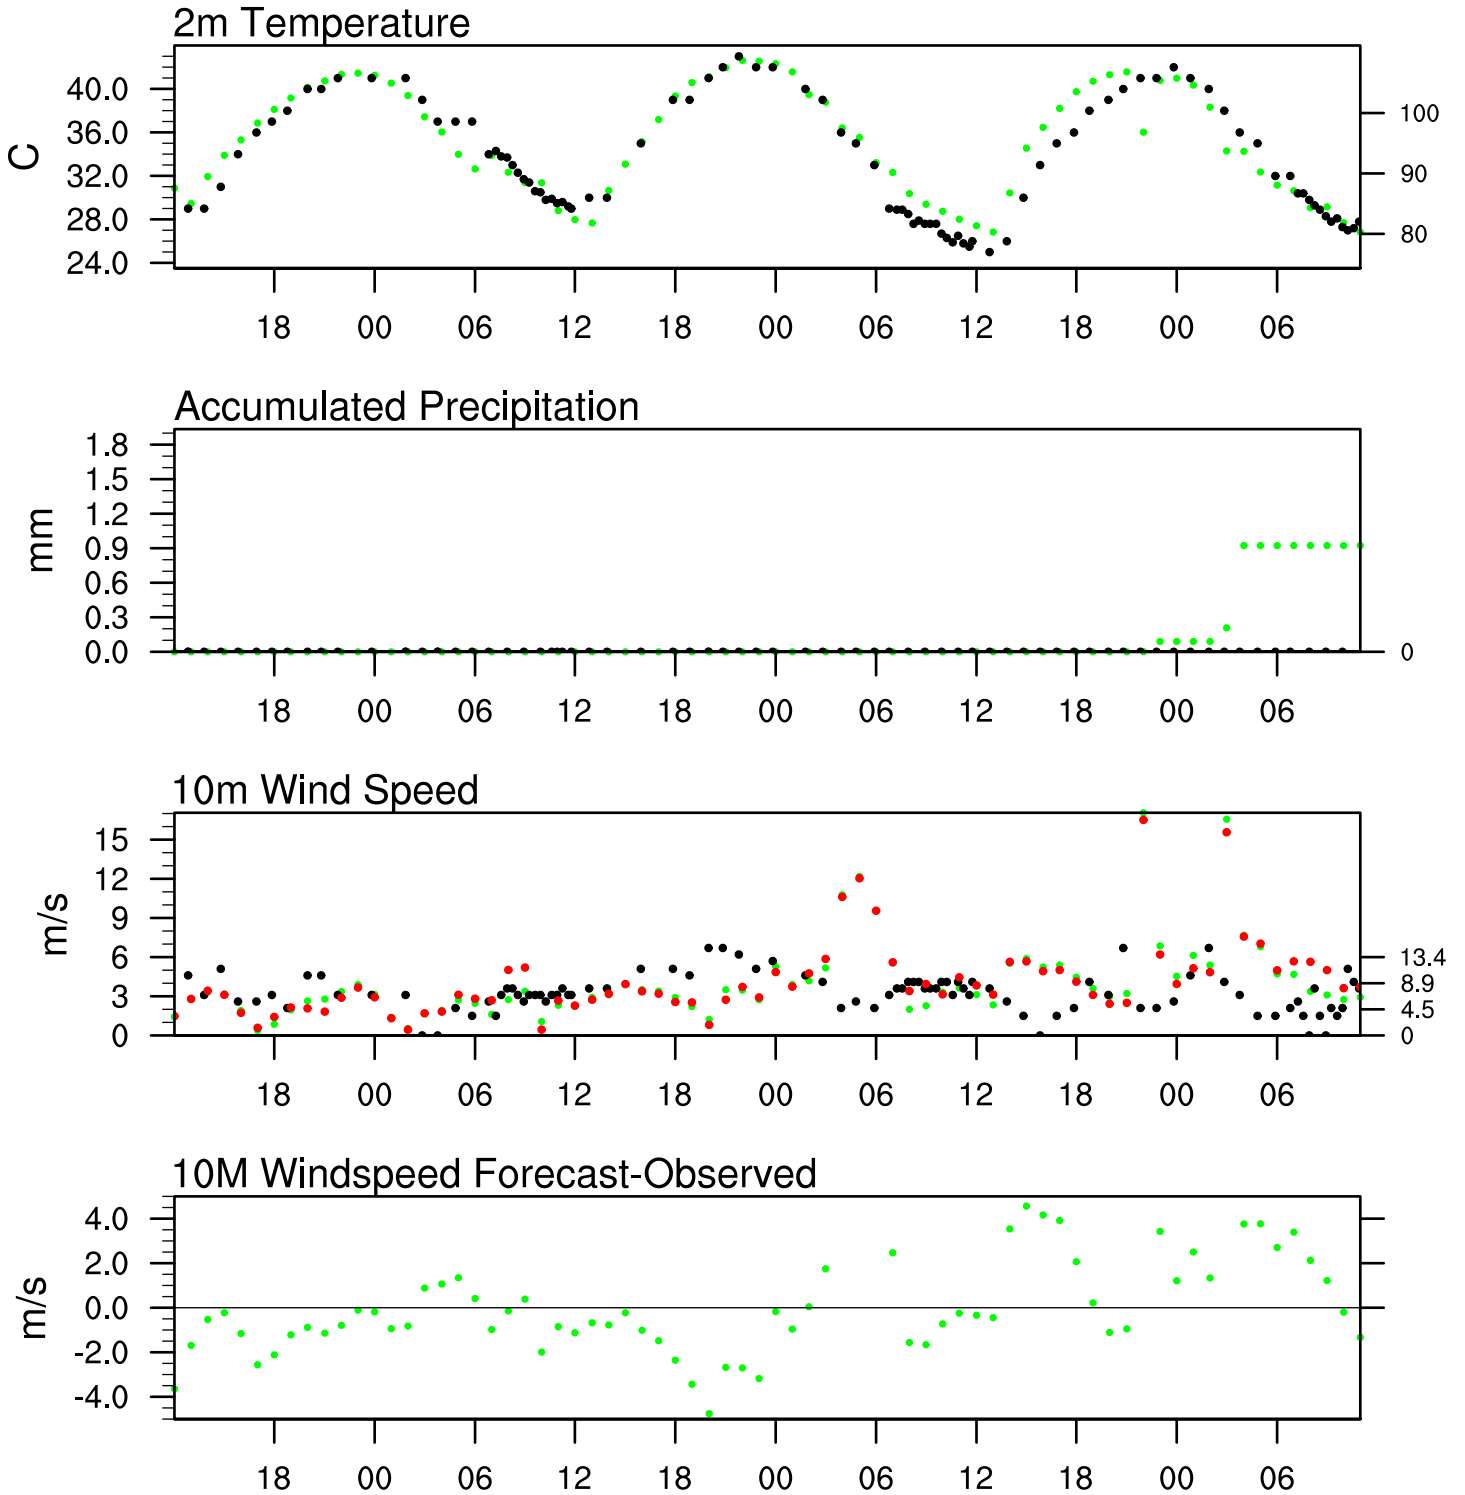 2m Temperature
C
40.0
36.0
32.0
28.0
24.0
100
90
80
18 00 06 12 18 00 06 12 18 00 06
Accumulated Precipitation
mm
1.8
1.5
1.2
0.9
0.6
0.3
0.0
0
18 00 06 12 18 00 06 12 18 00 06
10m Wind Speed
m/s
15
12
9
6
3
0
13.4
8.9
4.5
0
18 00 06 12 18 00 06 12 18 00 06
10M Windspeed Forecast-Observed
m/s
4.0
2.0
0.0
-2.0
-4.0
18 00 06 12 18 00 06 12 18 00 06